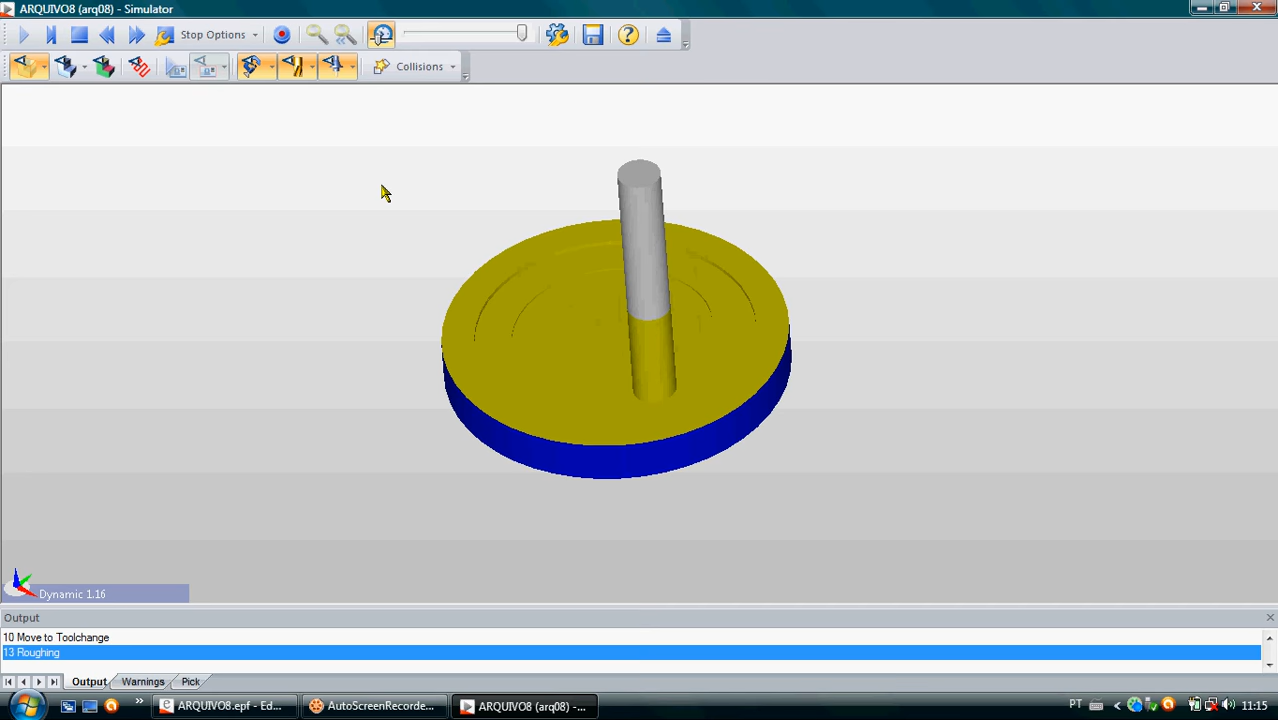 ARQUIVO8 (arq08) - Simulator
Stop Options
Collisions
Dynamic 1.16
Output
10 Move to Toolchange
13 Roughing
Output Warnings Pick
ARQUIVO8.epf - Ed... AutoScreenRecorde... ARQUIVO8 (arq08) -... PT 11:15